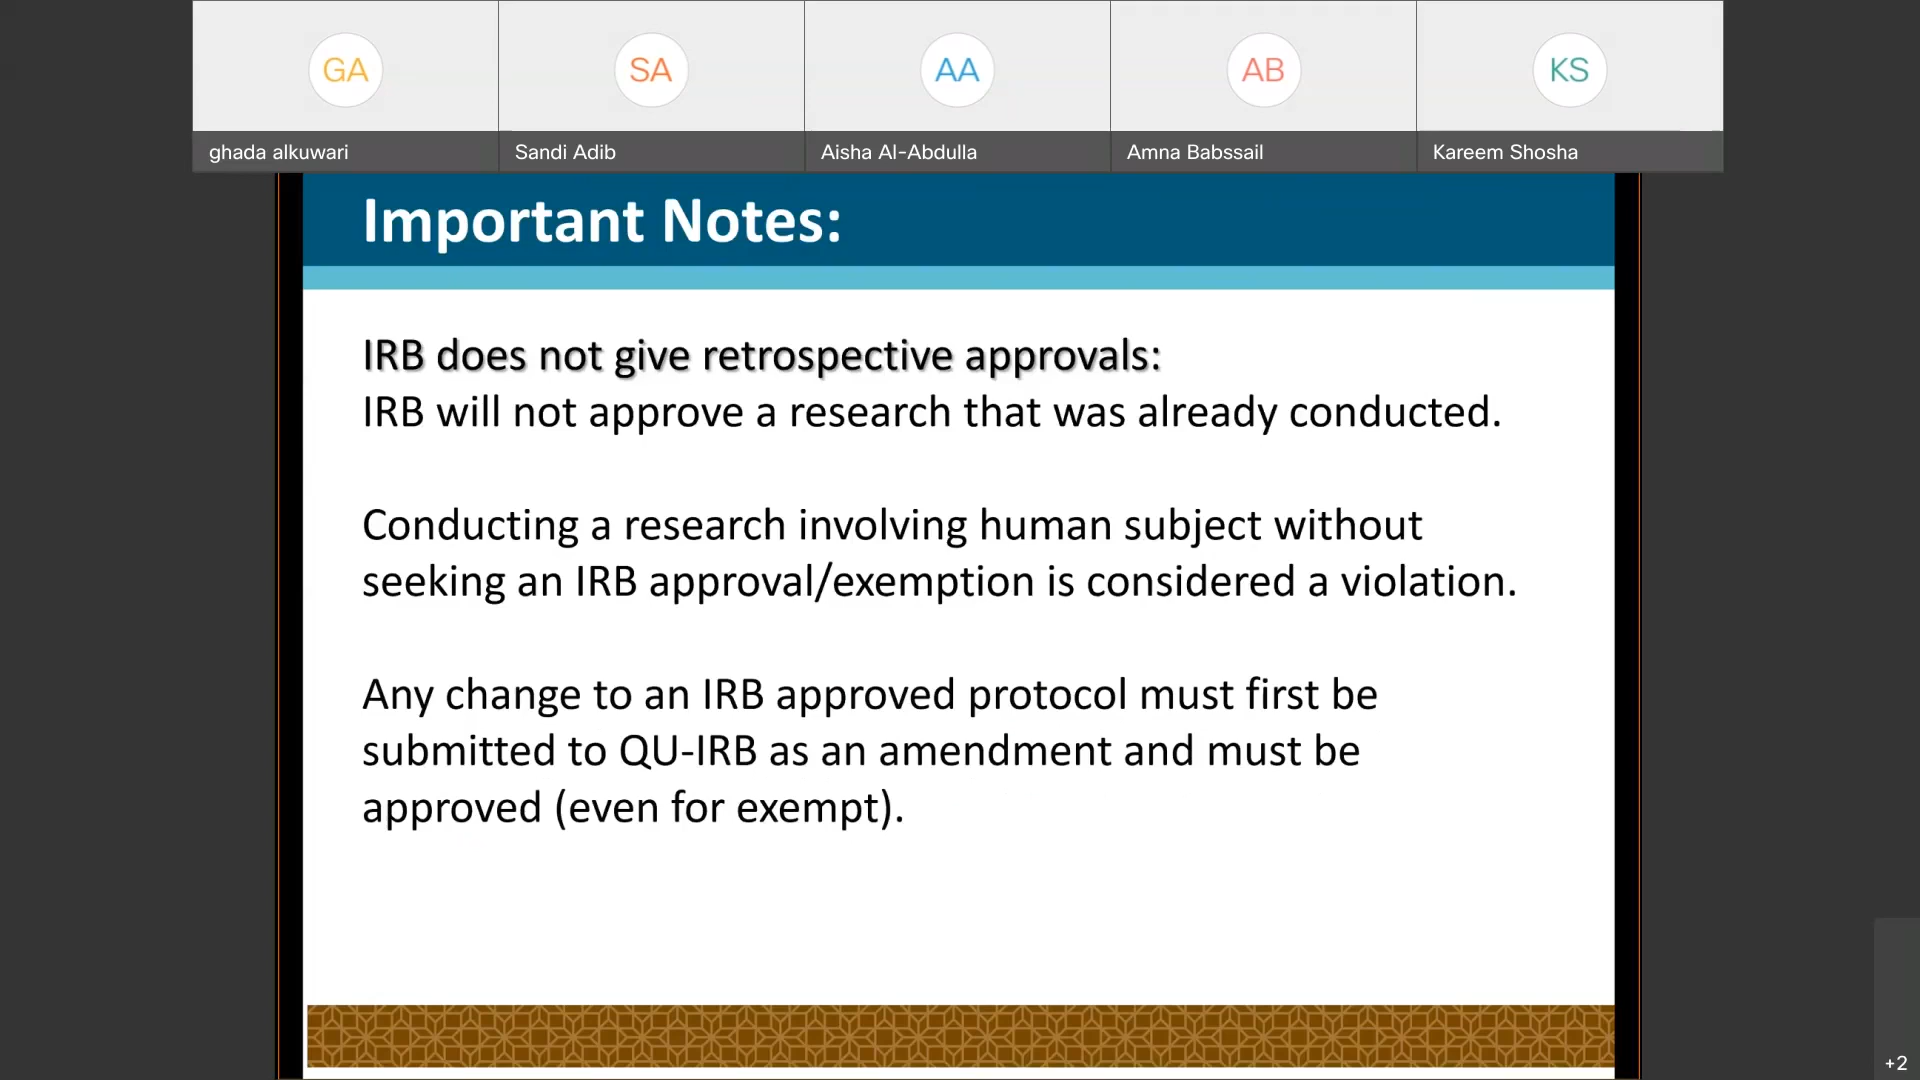 GA
SA
AA
AB
KS
ghada alkuwari
Sandi Adib
Aisha Al-Abdulla
Amna Babssail
Kareem Shosha
Important Notes:
IRB does not give retrospective approvals:
IRB will not approve a research that was already conducted.
Conducting a research involving human subject without
seeking an IRB approval/exemption is considered a violation.
Any change to an IRB approved protocol must first be
submitted to QU-IRB as an amendment and must be
approved (even for exempt).
+2